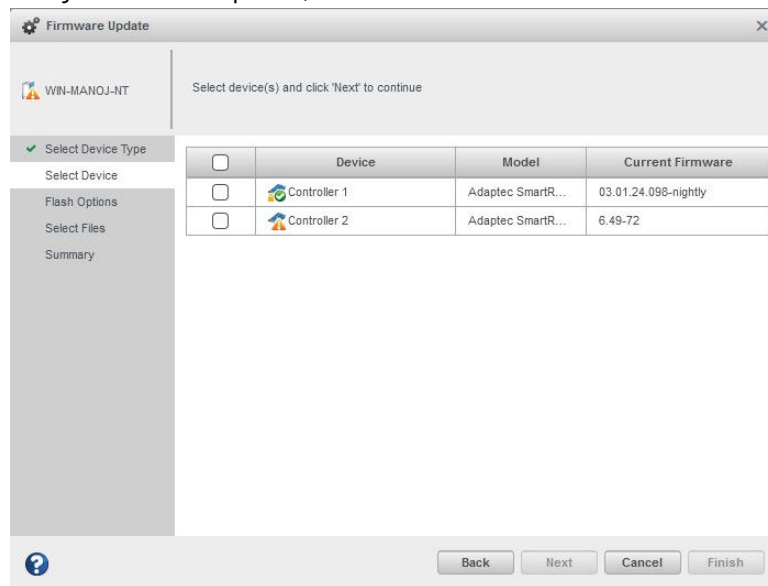 Firmware Update
WIN-MANOJ-NT
Select device(s) and click 'Next' to continue
Select Device Type
Select Device
Flash Options
Select Files
Summary
Device Model Current Firmware
Controller 1 Adaptec SmartR... 03.01.24.098-nightly
Controller 2 Adaptec SmartR... 6.49-72
Back Next Cancel Finish